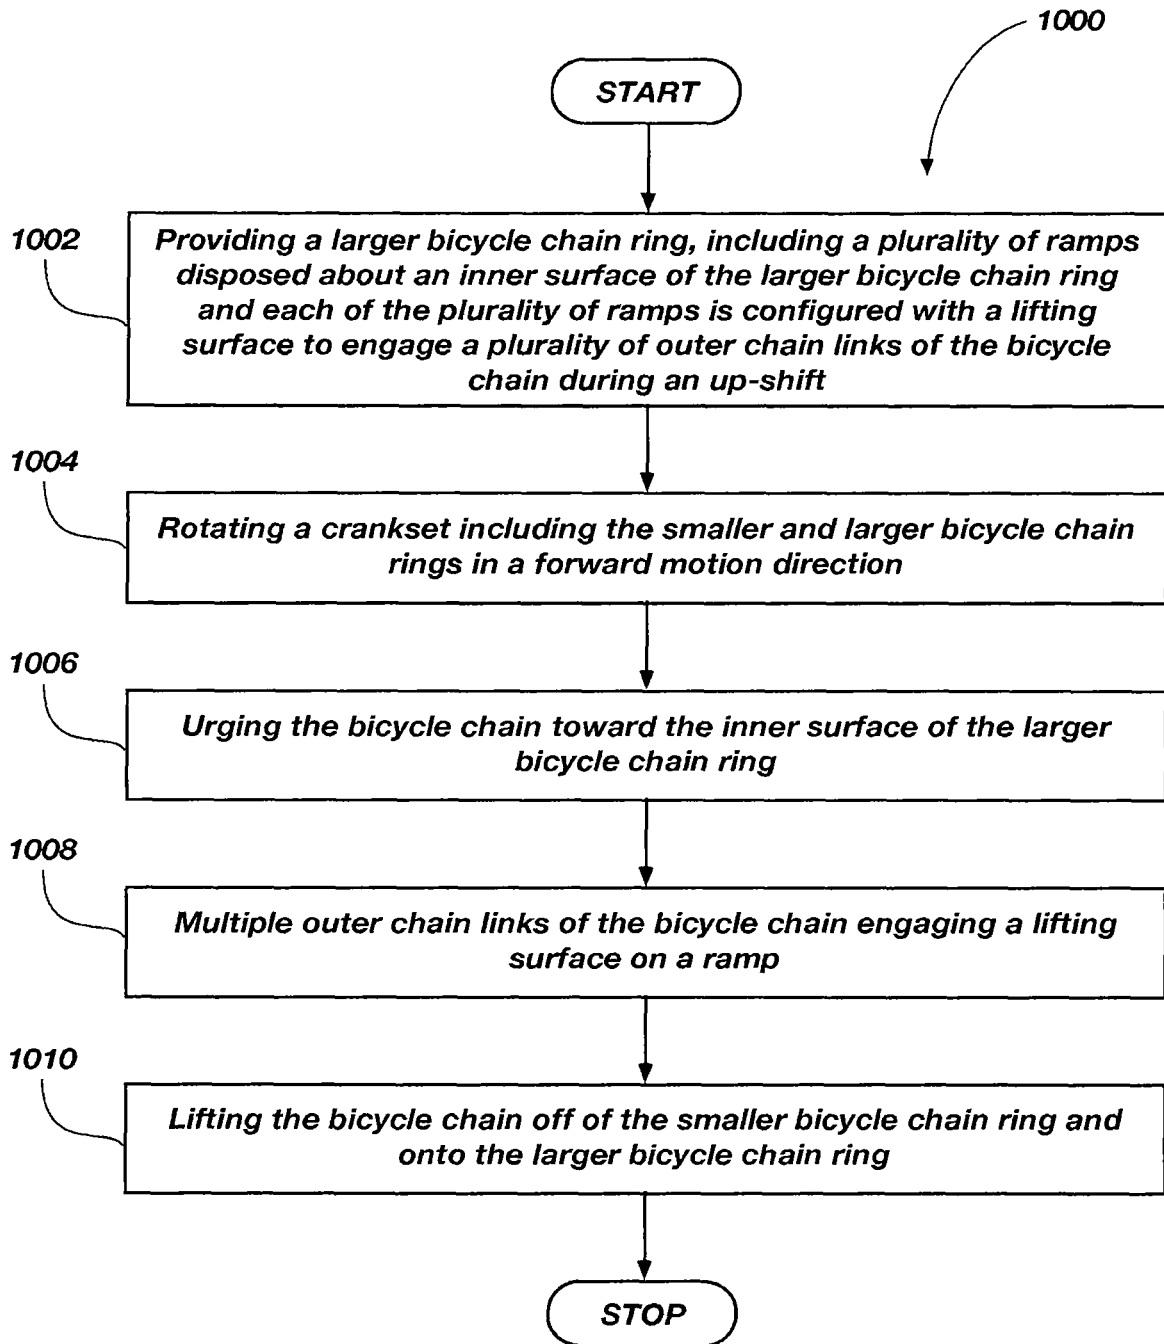 1000
START
1002
Providing a larger bicycle chain ring, including a plurality of ramps
disposed about an inner surface of the larger bicycle chain ring
and each of the plurality of ramps is configured with a lifting
surface to engage a plurality of outer chain links of the bicycle
chain during an up-shift
1004
Rotating a crankset including the smaller and larger bicycle chain
rings in a forward motion direction
1006
Urging the bicycle chain toward the inner surface of the larger
bicycle chain ring
1008
Multiple outer chain links of the bicycle chain engaging a lifting
surface on a ramp
1010
Lifting the bicycle chain off of the smaller bicycle chain ring and
onto the larger bicycle chain ring
STOP